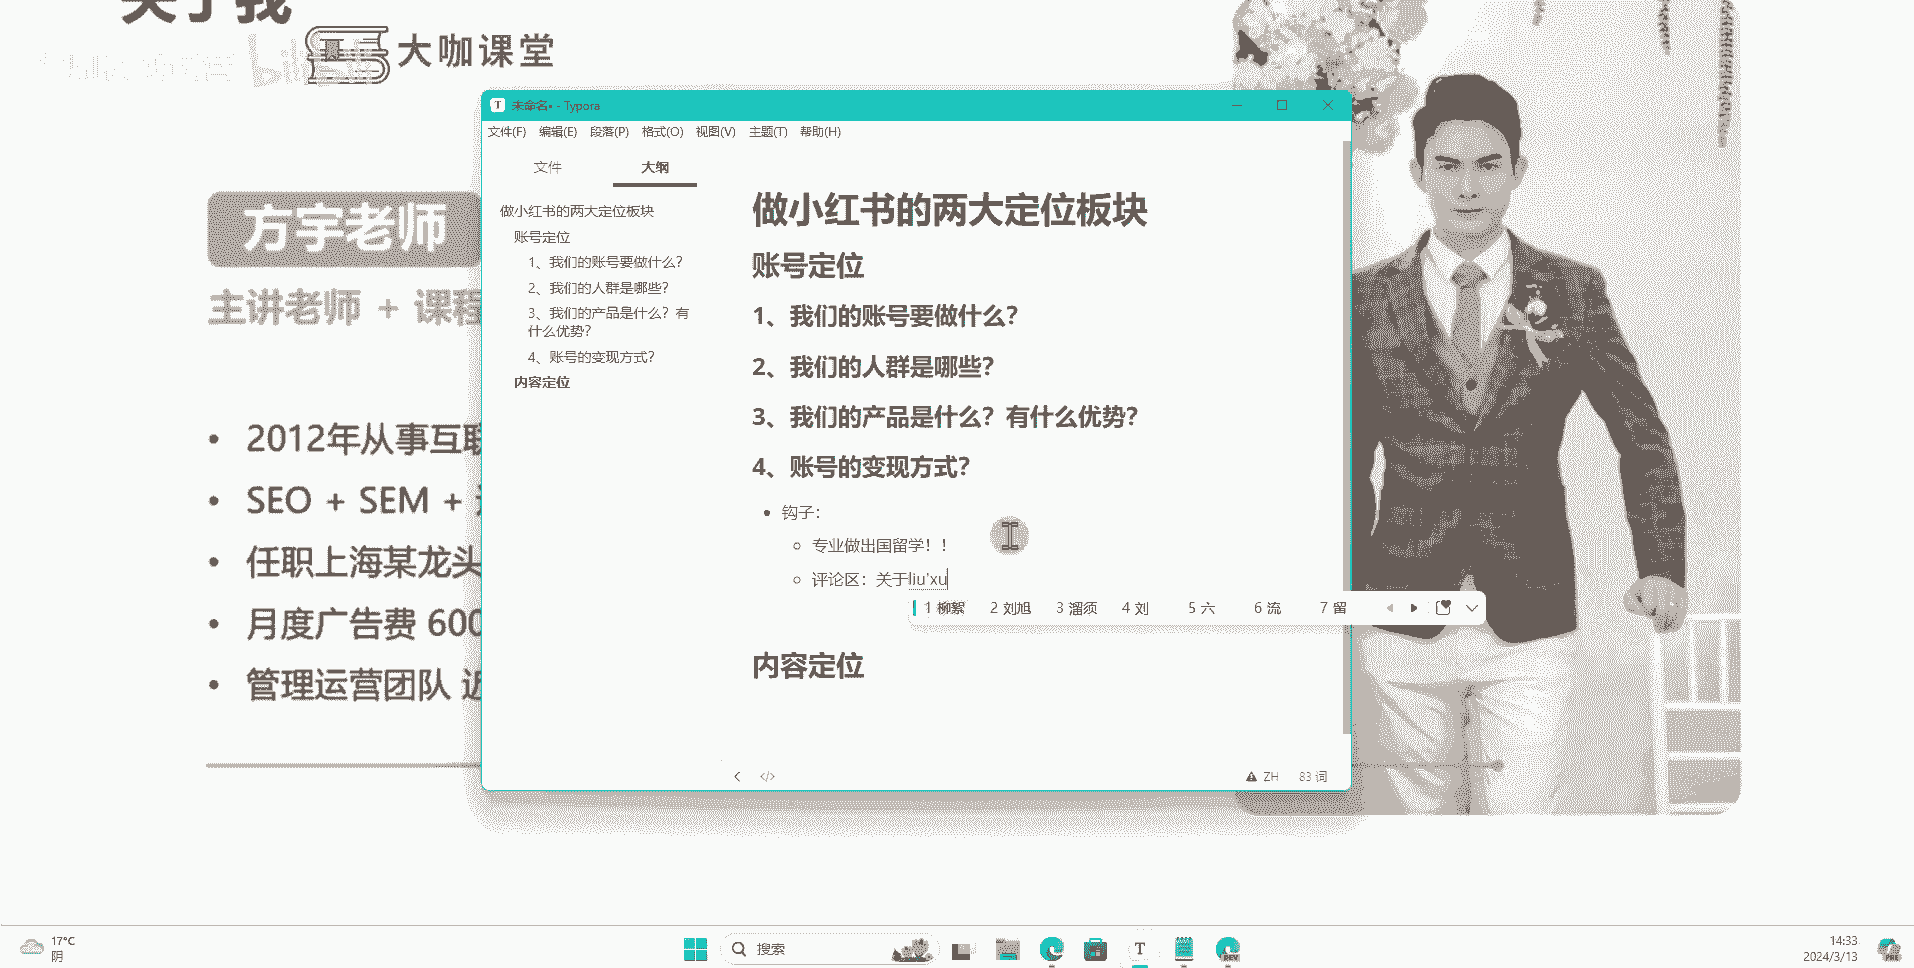 关于我
大咖课堂
方宇老师
主讲老师 + 课程
2012年从事互联
SEO + SEM +
任职上海某龙头
月度广告费 600
管理运营团队 近
未命名• - Typora
文件(F) 编辑(E) 段落(P) 格式(O) 视图(V) 主题(T) 帮助(H)
文件 大纲
做小红书的两大定位板块
账号定位
1、我们的账号要做什么？
2、我们的人群是哪些？
3、我们的产品是什么？有
什么优势？
4、账号的变现方式？
内容定位
做小红书的两大定位板块
账号定位
1、我们的账号要做什么？
2、我们的人群是哪些？
3、我们的产品是什么？有什么优势？
4、账号的变现方式？
钩子：
专业做出国留学！！
评论区：关于liu'xu
1 柳絮 2 刘旭 3 溜须 4 刘 5 六 6 流 7 留
内容定位
ZH 83 词
17°C
阴
搜索
14:33
2024/3/13